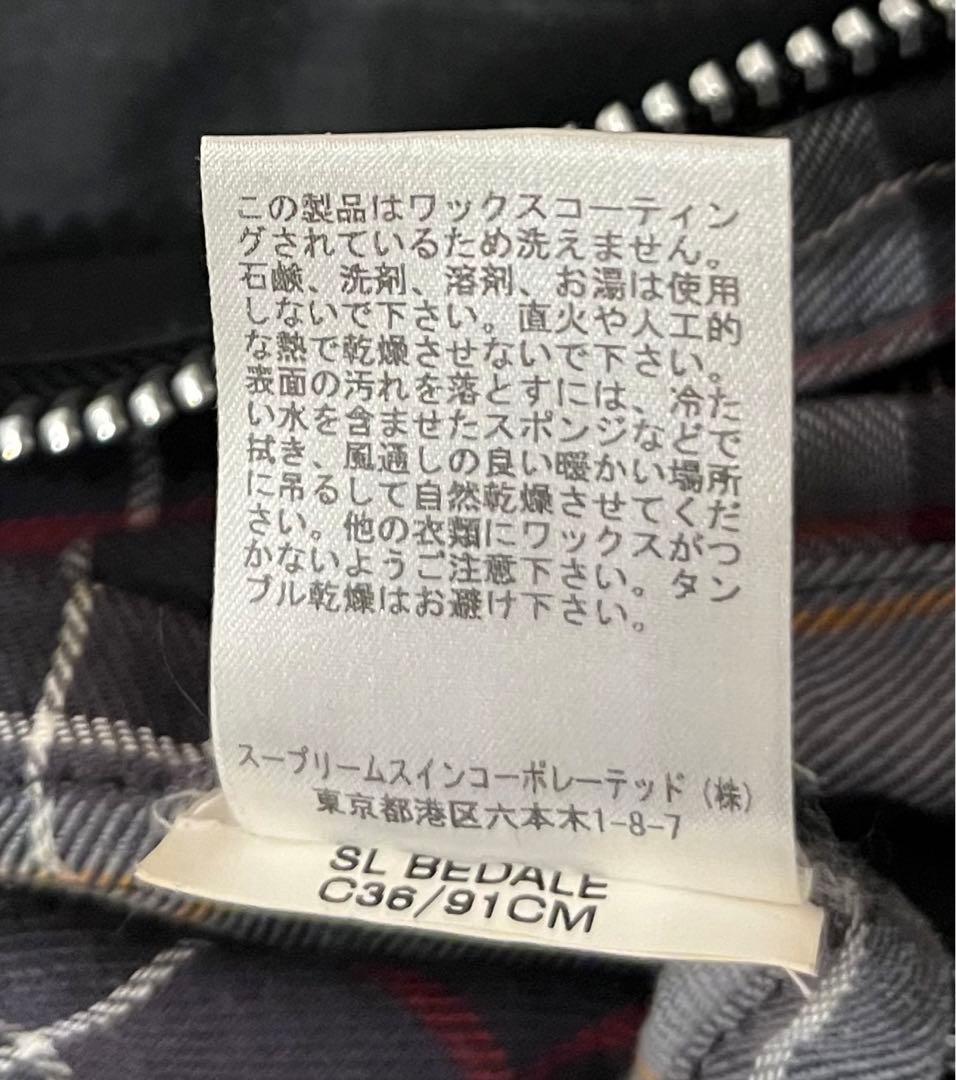 この製品はワックスコーティン
グされているため洗えません。
石鹸、洗剤、溶剤、お湯は使用
しないで下さい。直火や人工的
な熱で乾燥させないで下さい。
表面の汚れを落とすには、冷た
い水を含ませたスポンジなどで
拭き、風通しの良い暖かい場所
に吊るして自然乾燥させてくだ
さい。他の衣類にワックスがつ
かないようご注意下さい。タン
ブル乾燥はお避け下さい。
スープリームスインコーポレーテッド（株）
東京都港区六本木1-8-7
SL BEDALE
C36/91CM